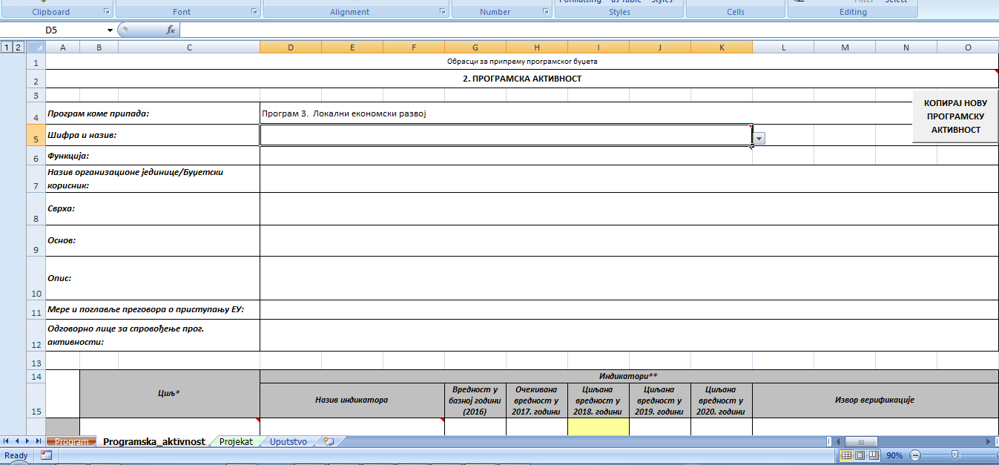 Formatting as Table Styles Filter Select
Clipboard Font Alignment Number Styles Cells Editing
D5 fx
1 2 A B C D E F G H I J K L M N O
1 Обрасци за припрему програмског буџета
2 2. ПРОГРАМСКА АКТИВНОСТ
3
4 Програм коме припада: Програм 3. Локални економски развој
КОПИРАЈ НОВУ
ПРОГРАМСКУ
АКТИВНОСТ
5 Шифра и назив:
6 Функција:
Назив организационе јединице/Буџетски
7 корисник:
8 Сврха:
9 Основ:
10 Опис:
11 Мере и поглавље преговора о приступању ЕУ:
Одговорно лице за спровођење прог.
12 активности:
13
14 Циљ* Индикатори**
15 Назив индикатора
Вредност у
базној години
(2016)
Очекивана
вредност у
2017. години
Циљана
вредност у
2018. години
Циљана
вредност у
2019. години
Циљана
вредност у
2020. години
Извор верификације
Program Programska_aktivnost Projekat Uputstvo
Ready 90%